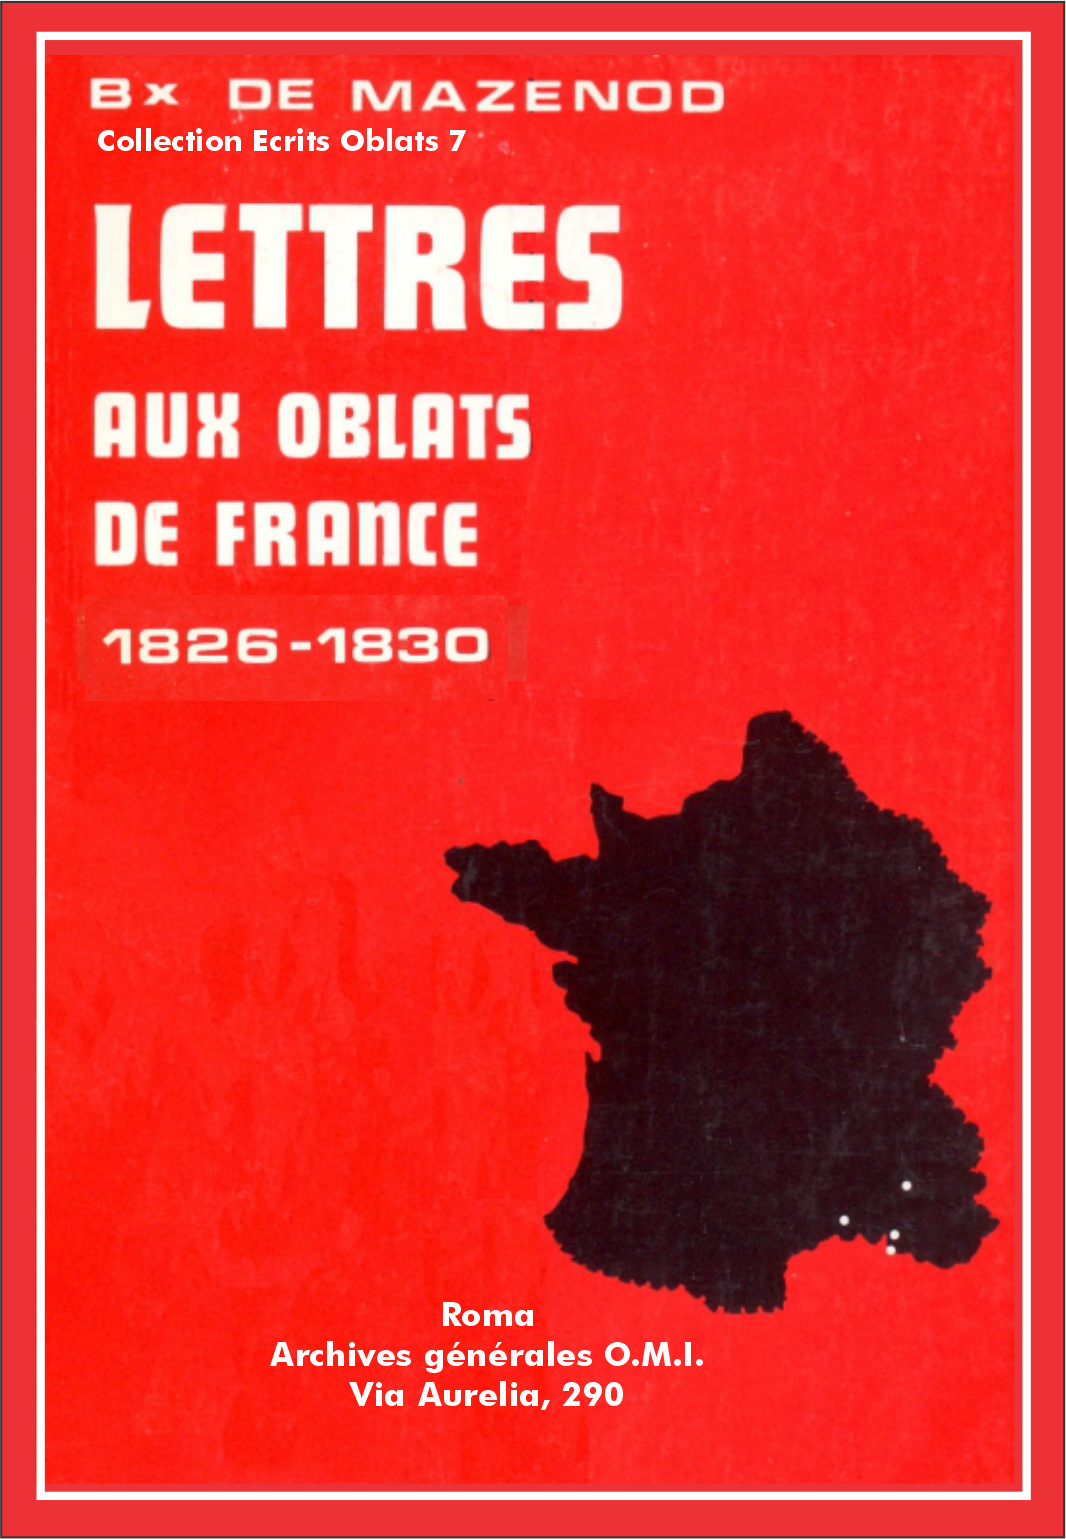 Bx DE MAZENOD
Collection Ecrits Oblats 7
LETTRES
AUX OBLATS
DE FRANCE
1826-1830
Roma
Archives générales O.M.I.
Via Aurelia, 290